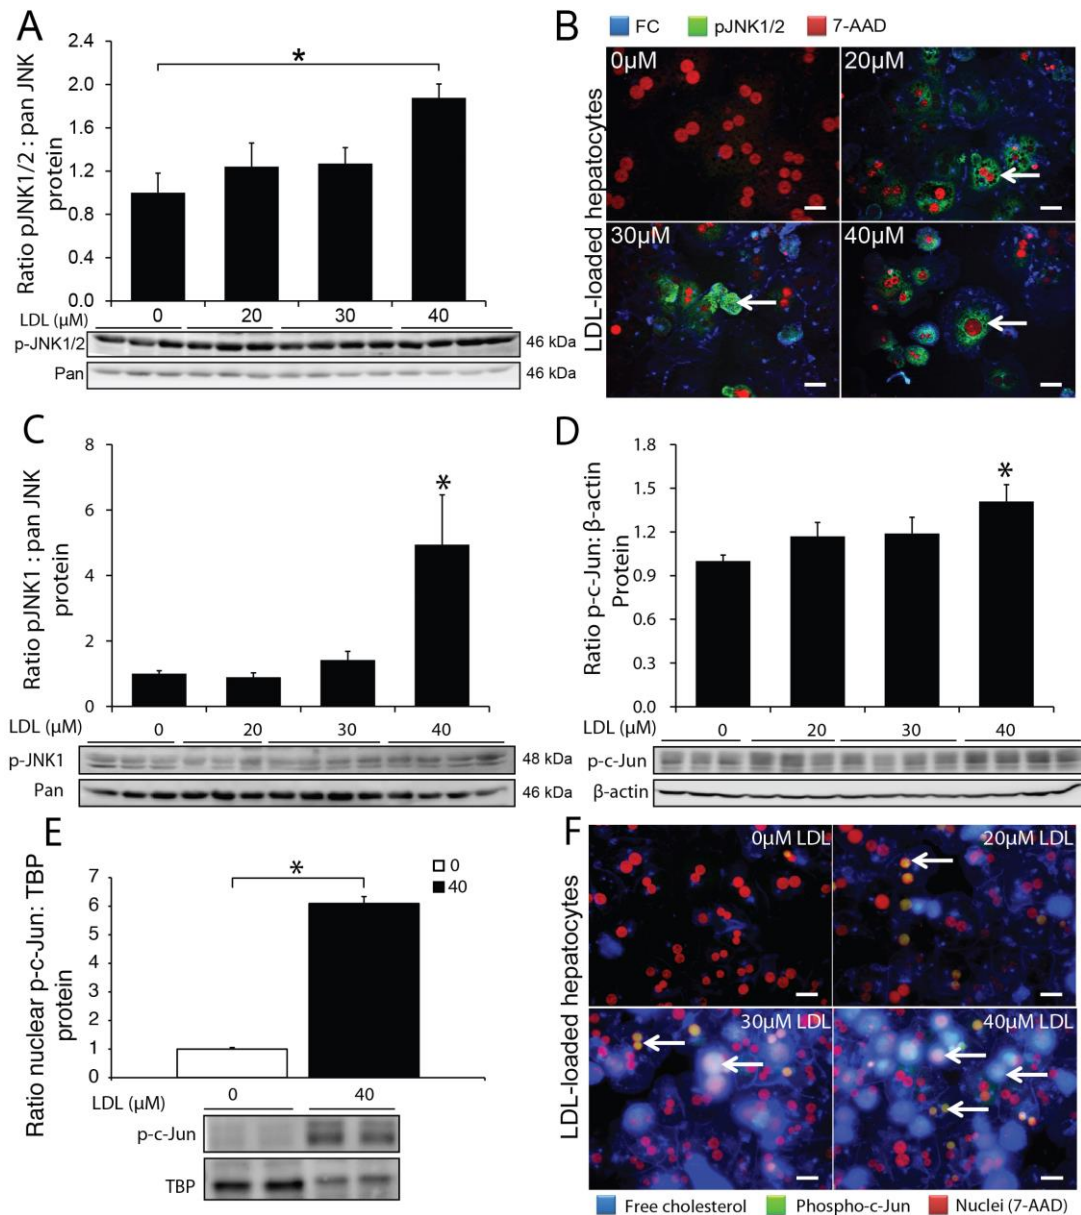 A
Ratio pJNK1/2 : pan JNK
protein
2.4
2.0
1.6
1.2
0.8
0.4
0.0
*
LDL (µM)
0 20 30 40
p-JNK1/2 46 kDa
Pan 46 kDa
B
FC pJNK1/2 7-AAD
LDL-loaded hepatocytes
0µM 20µM
30µM 40µM
C
Ratio pJNK1 : pan JNK
protein
8
6
4
2
0
*
LDL (µM) 0 20 30 40
p-JNK1 48 kDa
Pan 46 kDa
D
Ratio p-c-Jun: β-actin
Protein
1.8
1.5
1.2
0.9
0.6
0.3
0.0
*
LDL (µM) 0 20 30 40
p-c-Jun
β-actin
E
Ratio nuclear p-c-Jun: TBP
protein
7
6
5
4
3
2
1
0
*
0
40
LDL (µM) 0 40
p-c-Jun
TBP
F
LDL-loaded hepatocytes
0µM LDL 20µM LDL
30µM LDL 40µM LDL
Free cholesterol Phospho-c-Jun Nuclei (7-AAD)